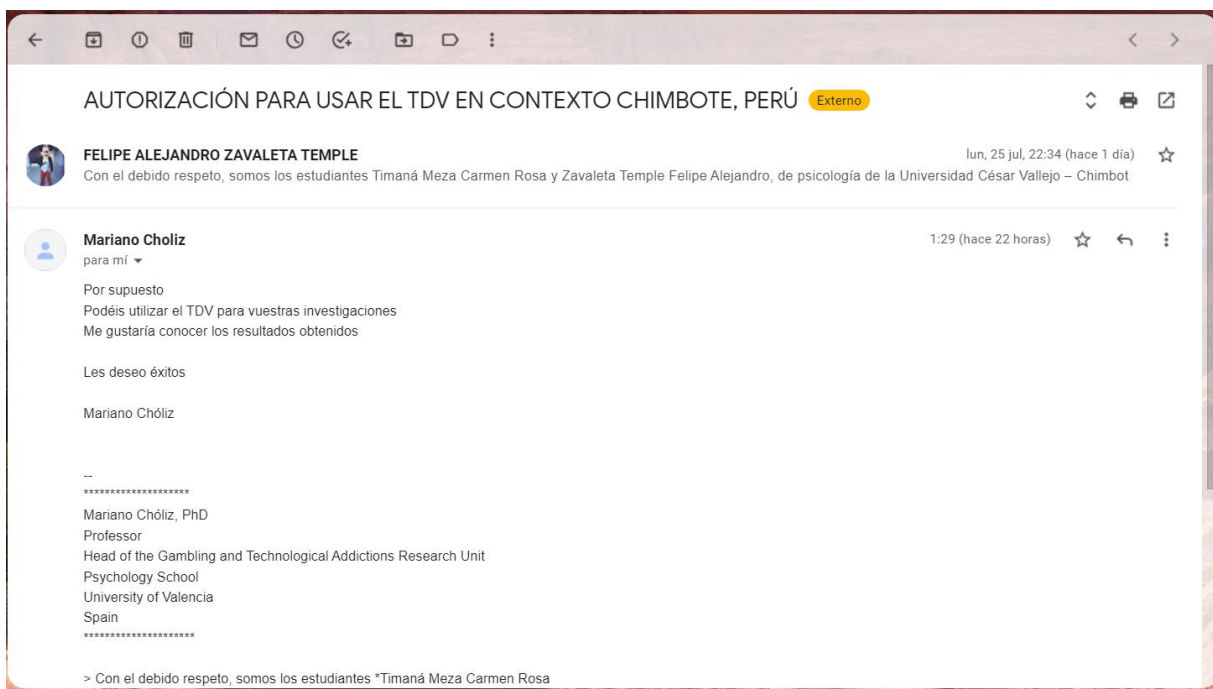 AUTORIZACIÓN PARA USAR EL TDV EN CONTEXTO CHIMBOTE, PERÚ Externo
FELIPE ALEJANDRO ZAVALETA TEMPLE lun, 25 jul, 22:34 (hace 1 día)
Con el debido respeto, somos los estudiantes Timaná Meza Carmen Rosa y Zavaleta Temple Felipe Alejandro, de psicología de la Universidad César Vallejo – Chimbot
Mariano Choliz 1:29 (hace 22 horas)
para mí
Por supuesto
Podéis utilizar el TDV para vuestras investigaciones
Me gustaría conocer los resultados obtenidos
Les deseo éxitos
Mariano Chóliz
--
********************
Mariano Chóliz, PhD
Professor
Head of the Gambling and Technological Addictions Research Unit
Psychology School
University of Valencia
Spain
*********************
> Con el debido respeto, somos los estudiantes *Timaná Meza Carmen Rosa